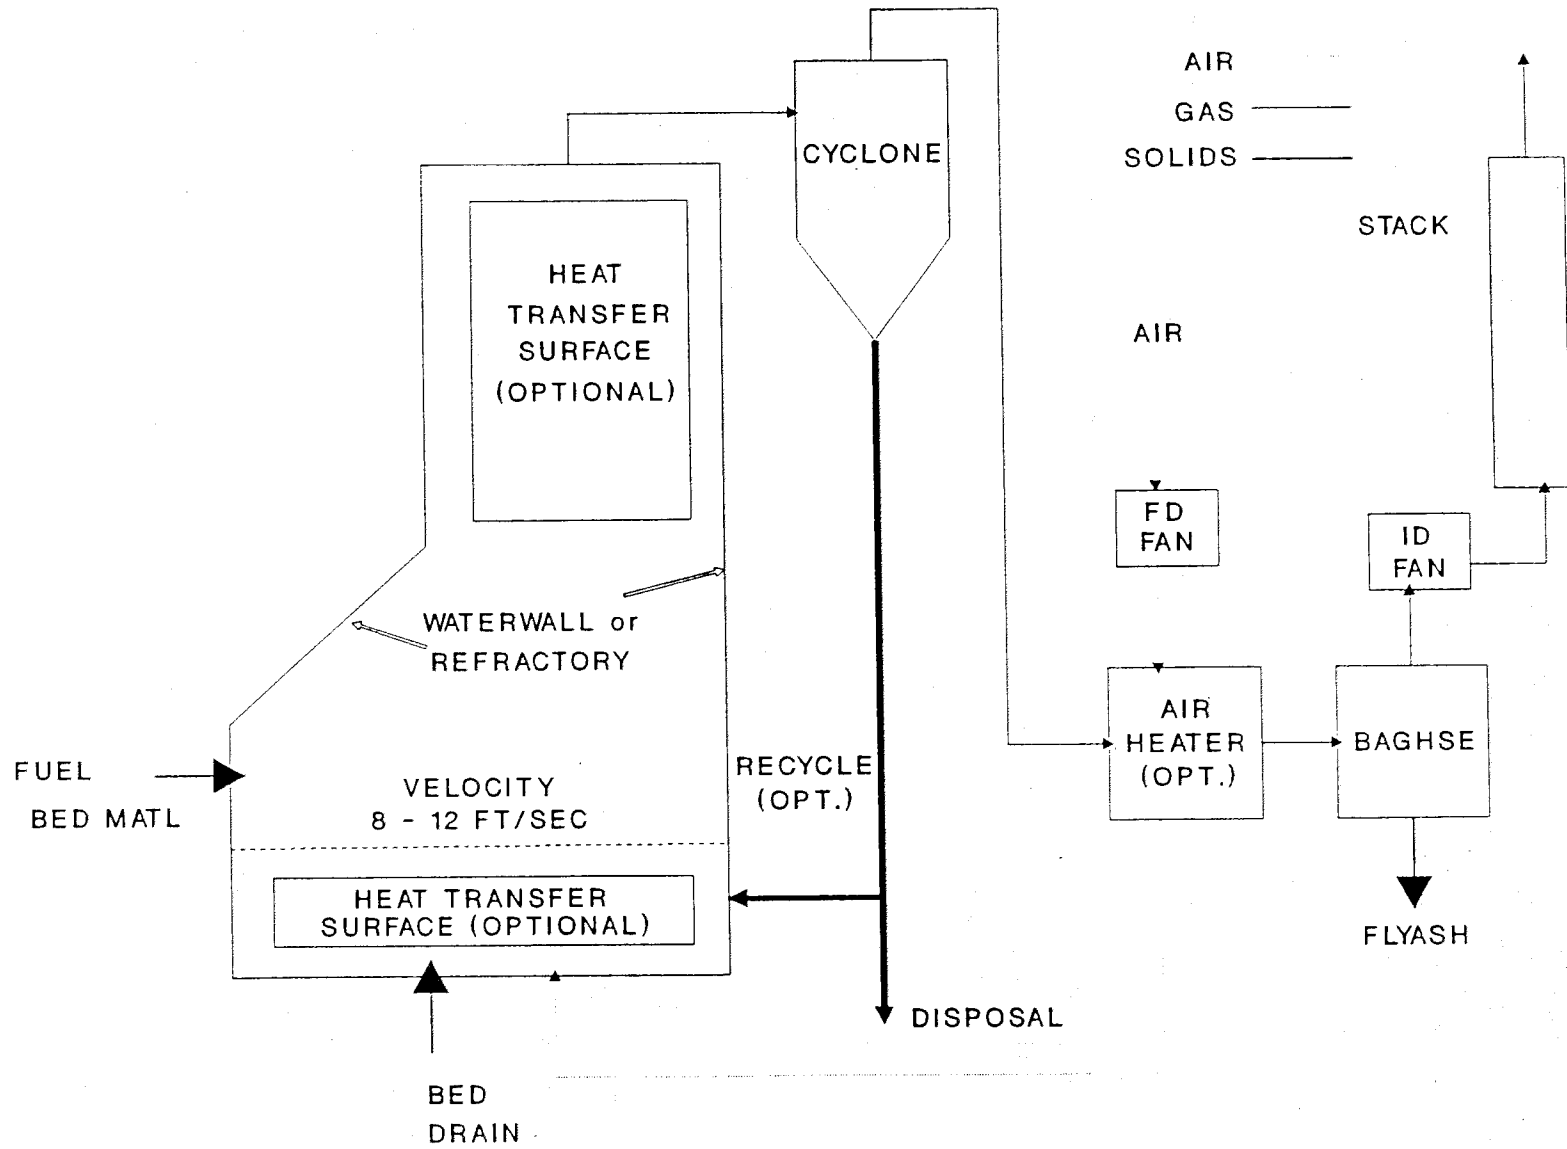 AIR
GAS
SOLIDS
CYCLONE
STACK
HEAT
TRANSFER
SURFACE
(OPTIONAL)
AIR
FD
FAN
ID
FAN
WATERWALL or
REFRACTORY
AIR
HEATER
(OPT.)
BAGHSE
FUEL
BED MATL
VELOCITY
8 - 12 FT/SEC
RECYCLE
(OPT.)
HEAT TRANSFER
SURFACE (OPTIONAL)
FLYASH
DISPOSAL
BED
DRAIN